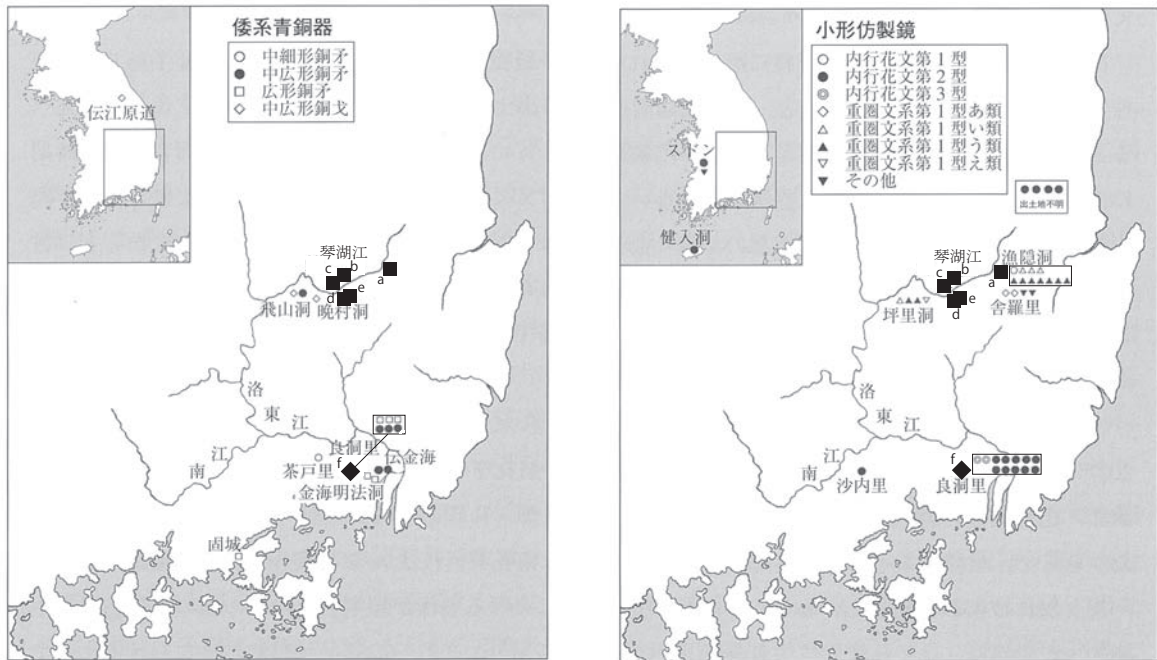 倭系青銅器
○ 中細形銅矛
● 中広形銅矛
□ 広形銅矛
◇ 中広形銅戈
伝江原道
琴湖江
c
b
a
d
e
飛山洞
晩村洞
洛
東
江
南
江
良洞里
f
伝金海
茶戸里
金海明法洞
固城
小形仿製鏡
○ 内行花文第1型
● 内行花文第2型
◎ 内行花文第3型
◇ 重圏文系第1型あ類
△ 重圏文系第1型い類
▲ 重圏文系第1型う類
▽ 重圏文系第1型え類
▼ その他
スドン
健入洞
出土地不明
琴湖江
漁隠洞
c
b
a
d
e
坪里洞
舎羅里
洛
東
江
南
江
沙内里
f
良洞里